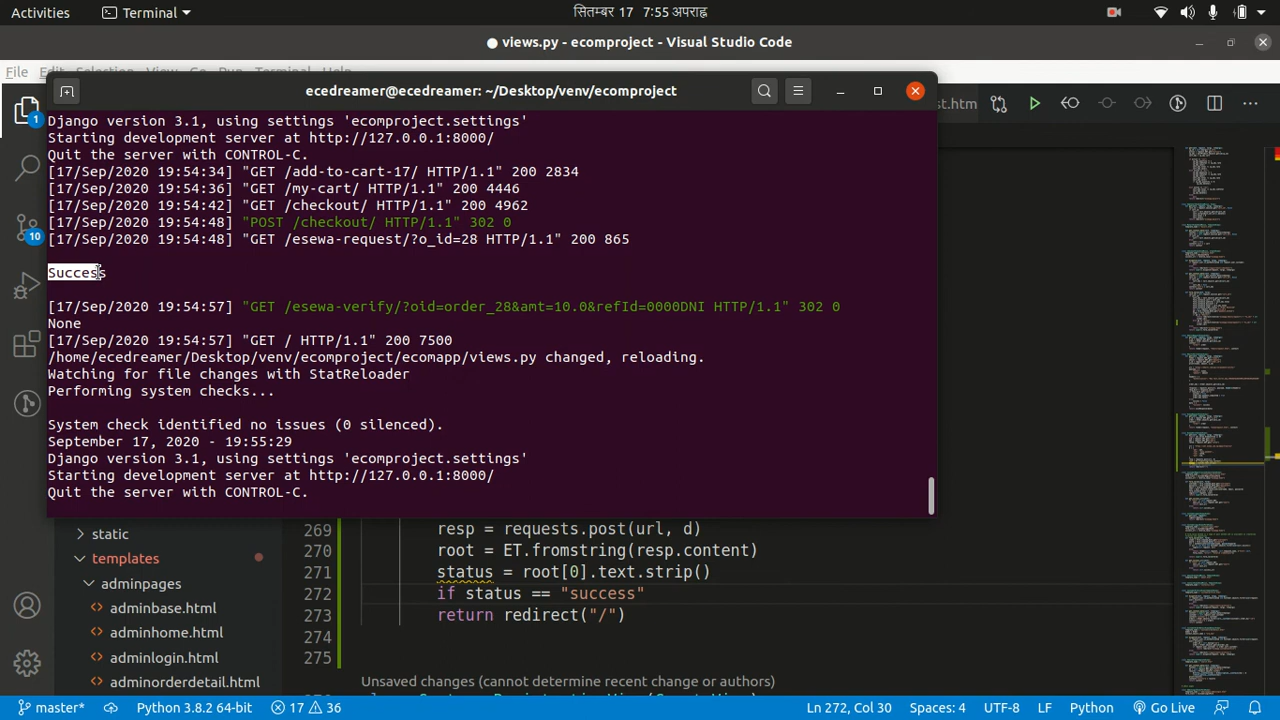 Activities
Terminal
सितम्बर 17 7:55 अपराह्न
● views.py - ecomproject - Visual Studio Code
File Edit Selection View Go Run Terminal Help
ecedreamer@ecedreamer: ~/Desktop/venv/ecomproject
st.htm
Django version 3.1, using settings 'ecomproject.settings'
Starting development server at http://127.0.0.1:8000/
Quit the server with CONTROL-C.
[17/Sep/2020 19:54:34] "GET /add-to-cart-17/ HTTP/1.1" 200 2834
[17/Sep/2020 19:54:36] "GET /my-cart/ HTTP/1.1" 200 4446
[17/Sep/2020 19:54:42] "GET /checkout/ HTTP/1.1" 200 4562
[17/Sep/2020 19:54:48] "POST /checkout/ HTTP/1.1" 302 0
[17/Sep/2020 19:54:48] "GET /esewa-request/?o_id=28 HTTP/1.1" 200 865
Success
[17/Sep/2020 19:54:57] "GET /esewa-verify/?oid=order_28&amt=10.0&refId=0000DNI HTTP/1.1" 302 0
None
[17/Sep/2020 19:54:57] "GET / HTTP/1.1" 200 7500
/home/ecedreamer/Desktop/venv/ecomproject/ecomapp/views.py changed, reloading.
Watching for file changes with StatReloader
Performing system checks...
System check identified no issues (0 silenced).
September 17, 2020 - 19:55:29
Django version 3.1, using settings 'ecomproject.settings'
Starting development server at http://127.0.0.1:8000/
Quit the server with CONTROL-C.
1
10
static
templates
adminpages
adminbase.html
adminhome.html
adminlogin.html
adminorderdetail.html
269 resp = requests.post(url, d)
270 root = ET.fromstring(resp.content)
271 status = root[0].text.strip()
272 if status == "success"
273 return redirect("/")
274
275
Unsaved changes (cannot determine recent change or authors)
master* Python 3.8.2 64-bit 17 36 Ln 272, Col 30 Spaces: 4 UTF-8 LF Python Go Live